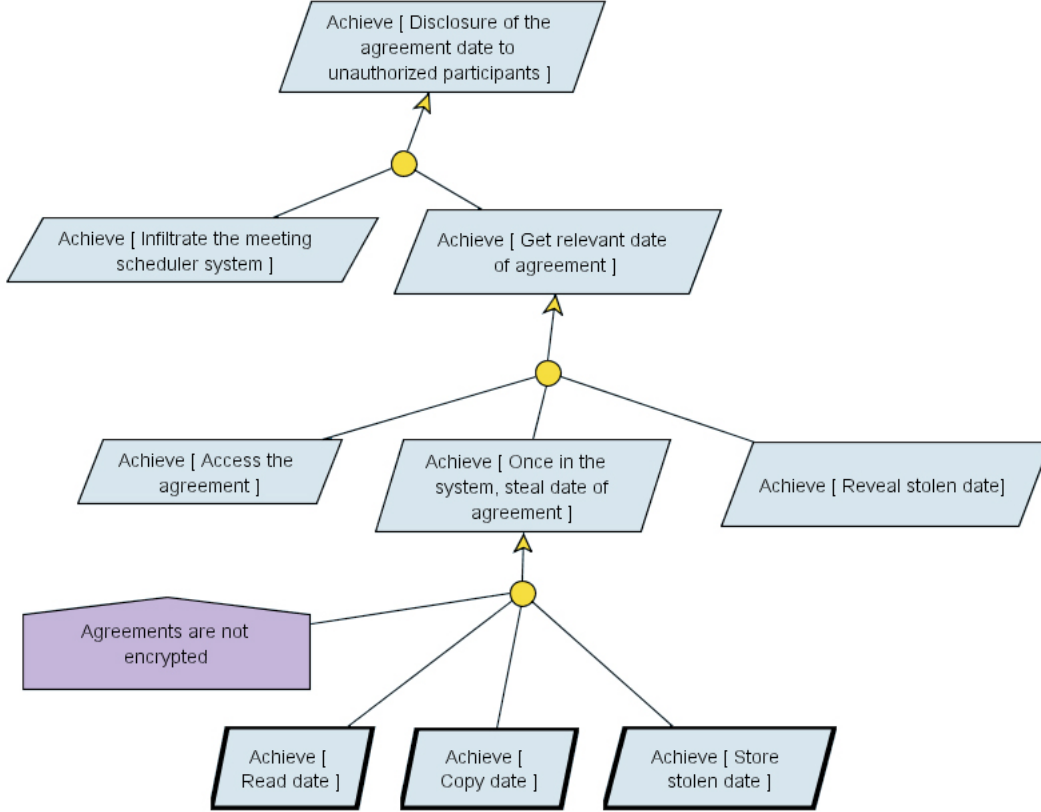 Achieve [ Disclosure of the
agreement date to
unauthorized participants ]
Achieve [ Infiltrate the meeting
scheduler system ]
Achieve [ Get relevant date
of agreement ]
Achieve [ Access the
agreement ]
Achieve [ Once in the
system, steal date of
agreement ]
Achieve [ Reveal stolen date]
Agreements are not
encrypted
Achieve [
Read date ]
Achieve [
Copy date ]
Achieve [ Store
stolen date ]